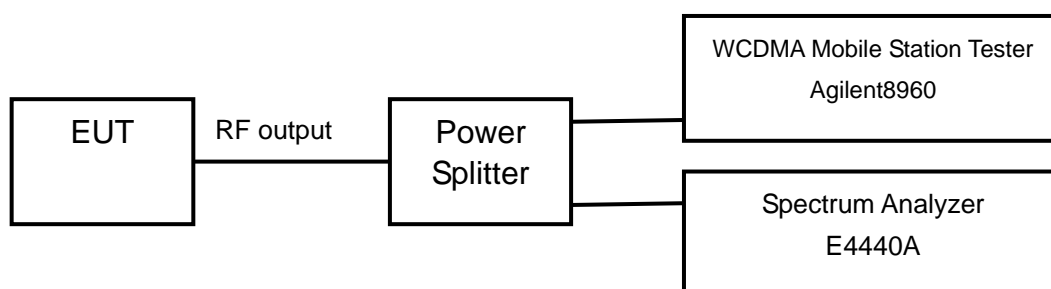 EUT
RF output
Power
Splitter
WCDMA Mobile Station Tester
Agilent8960
Spectrum Analyzer
E4440A